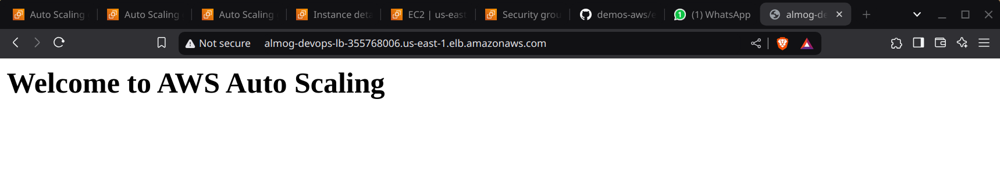 Auto Scaling
Auto Scaling
Auto Scaling
Instance deta
EC2 | us-east
Security grou
demos-aws/e
(1) WhatsApp
almog-de
Not secure almog-devops-lb-355768006.us-east-1.elb.amazonaws.com
Welcome to AWS Auto Scaling